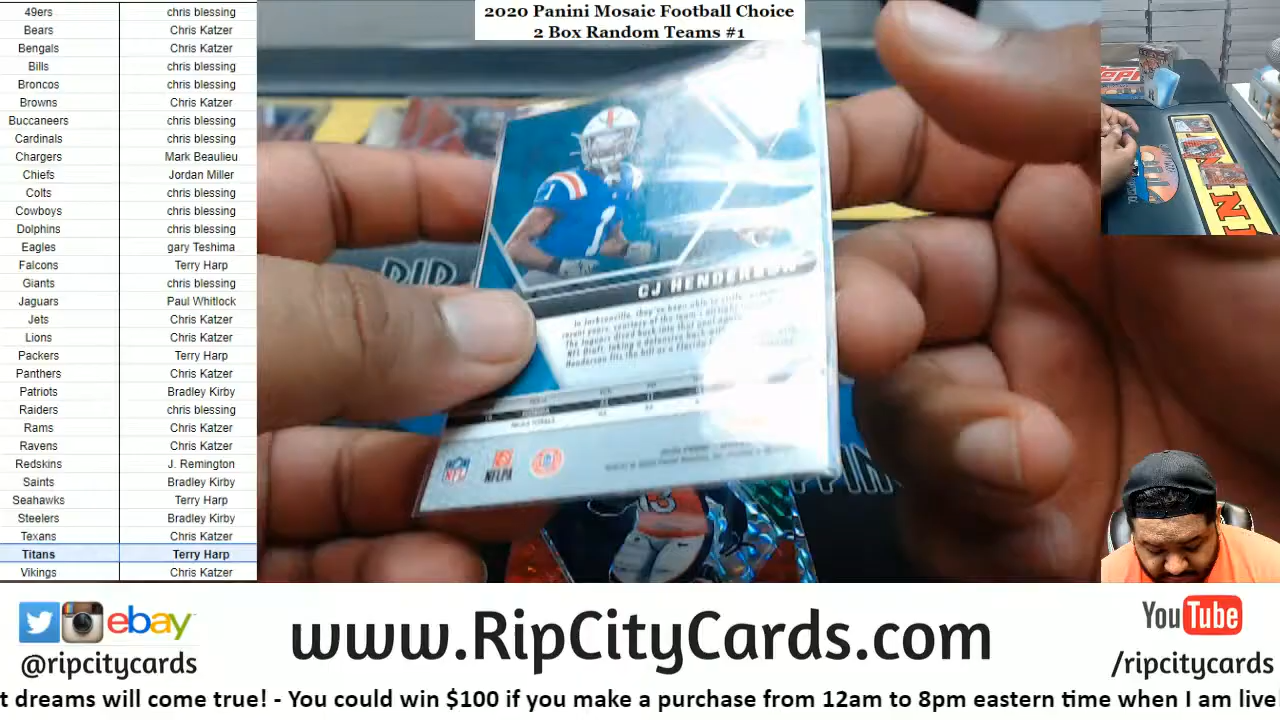 2020 Panini Mosaic Football Choice
2 Box Random Teams #1
49ers chris blessing
Bears Chris Katzer
Bengals Chris Katzer
Bills chris blessing
Broncos chris blessing
Browns Chris Katzer
Buccaneers chris blessing
Cardinals chris blessing
Chargers Mark Beaulieu
Chiefs Jordan Miller
Colts chris blessing
Cowboys chris blessing
Dolphins chris blessing
Eagles gary Teshima
Falcons Terry Harp
Giants chris blessing
Jaguars Paul Whitlock
Jets Chris Katzer
Lions Chris Katzer
Packers Terry Harp
Panthers Chris Katzer
Patriots Bradley Kirby
Raiders chris blessing
Rams Chris Katzer
Ravens Chris Katzer
Redskins J. Remington
Saints Bradley Kirby
Seahawks Terry Harp
Steelers Bradley Kirby
Texans Chris Katzer
Titans Terry Harp
Vikings Chris Katzer
CJ HENDERSON
NFL
NFLPA
RIP
13
ebay
@ripcitycards
www.RipCityCards.com
YouTube
/ripcitycards
t dreams will come true! - You could win $100 if you make a purchase from 12am to 8pm eastern time when I am live!